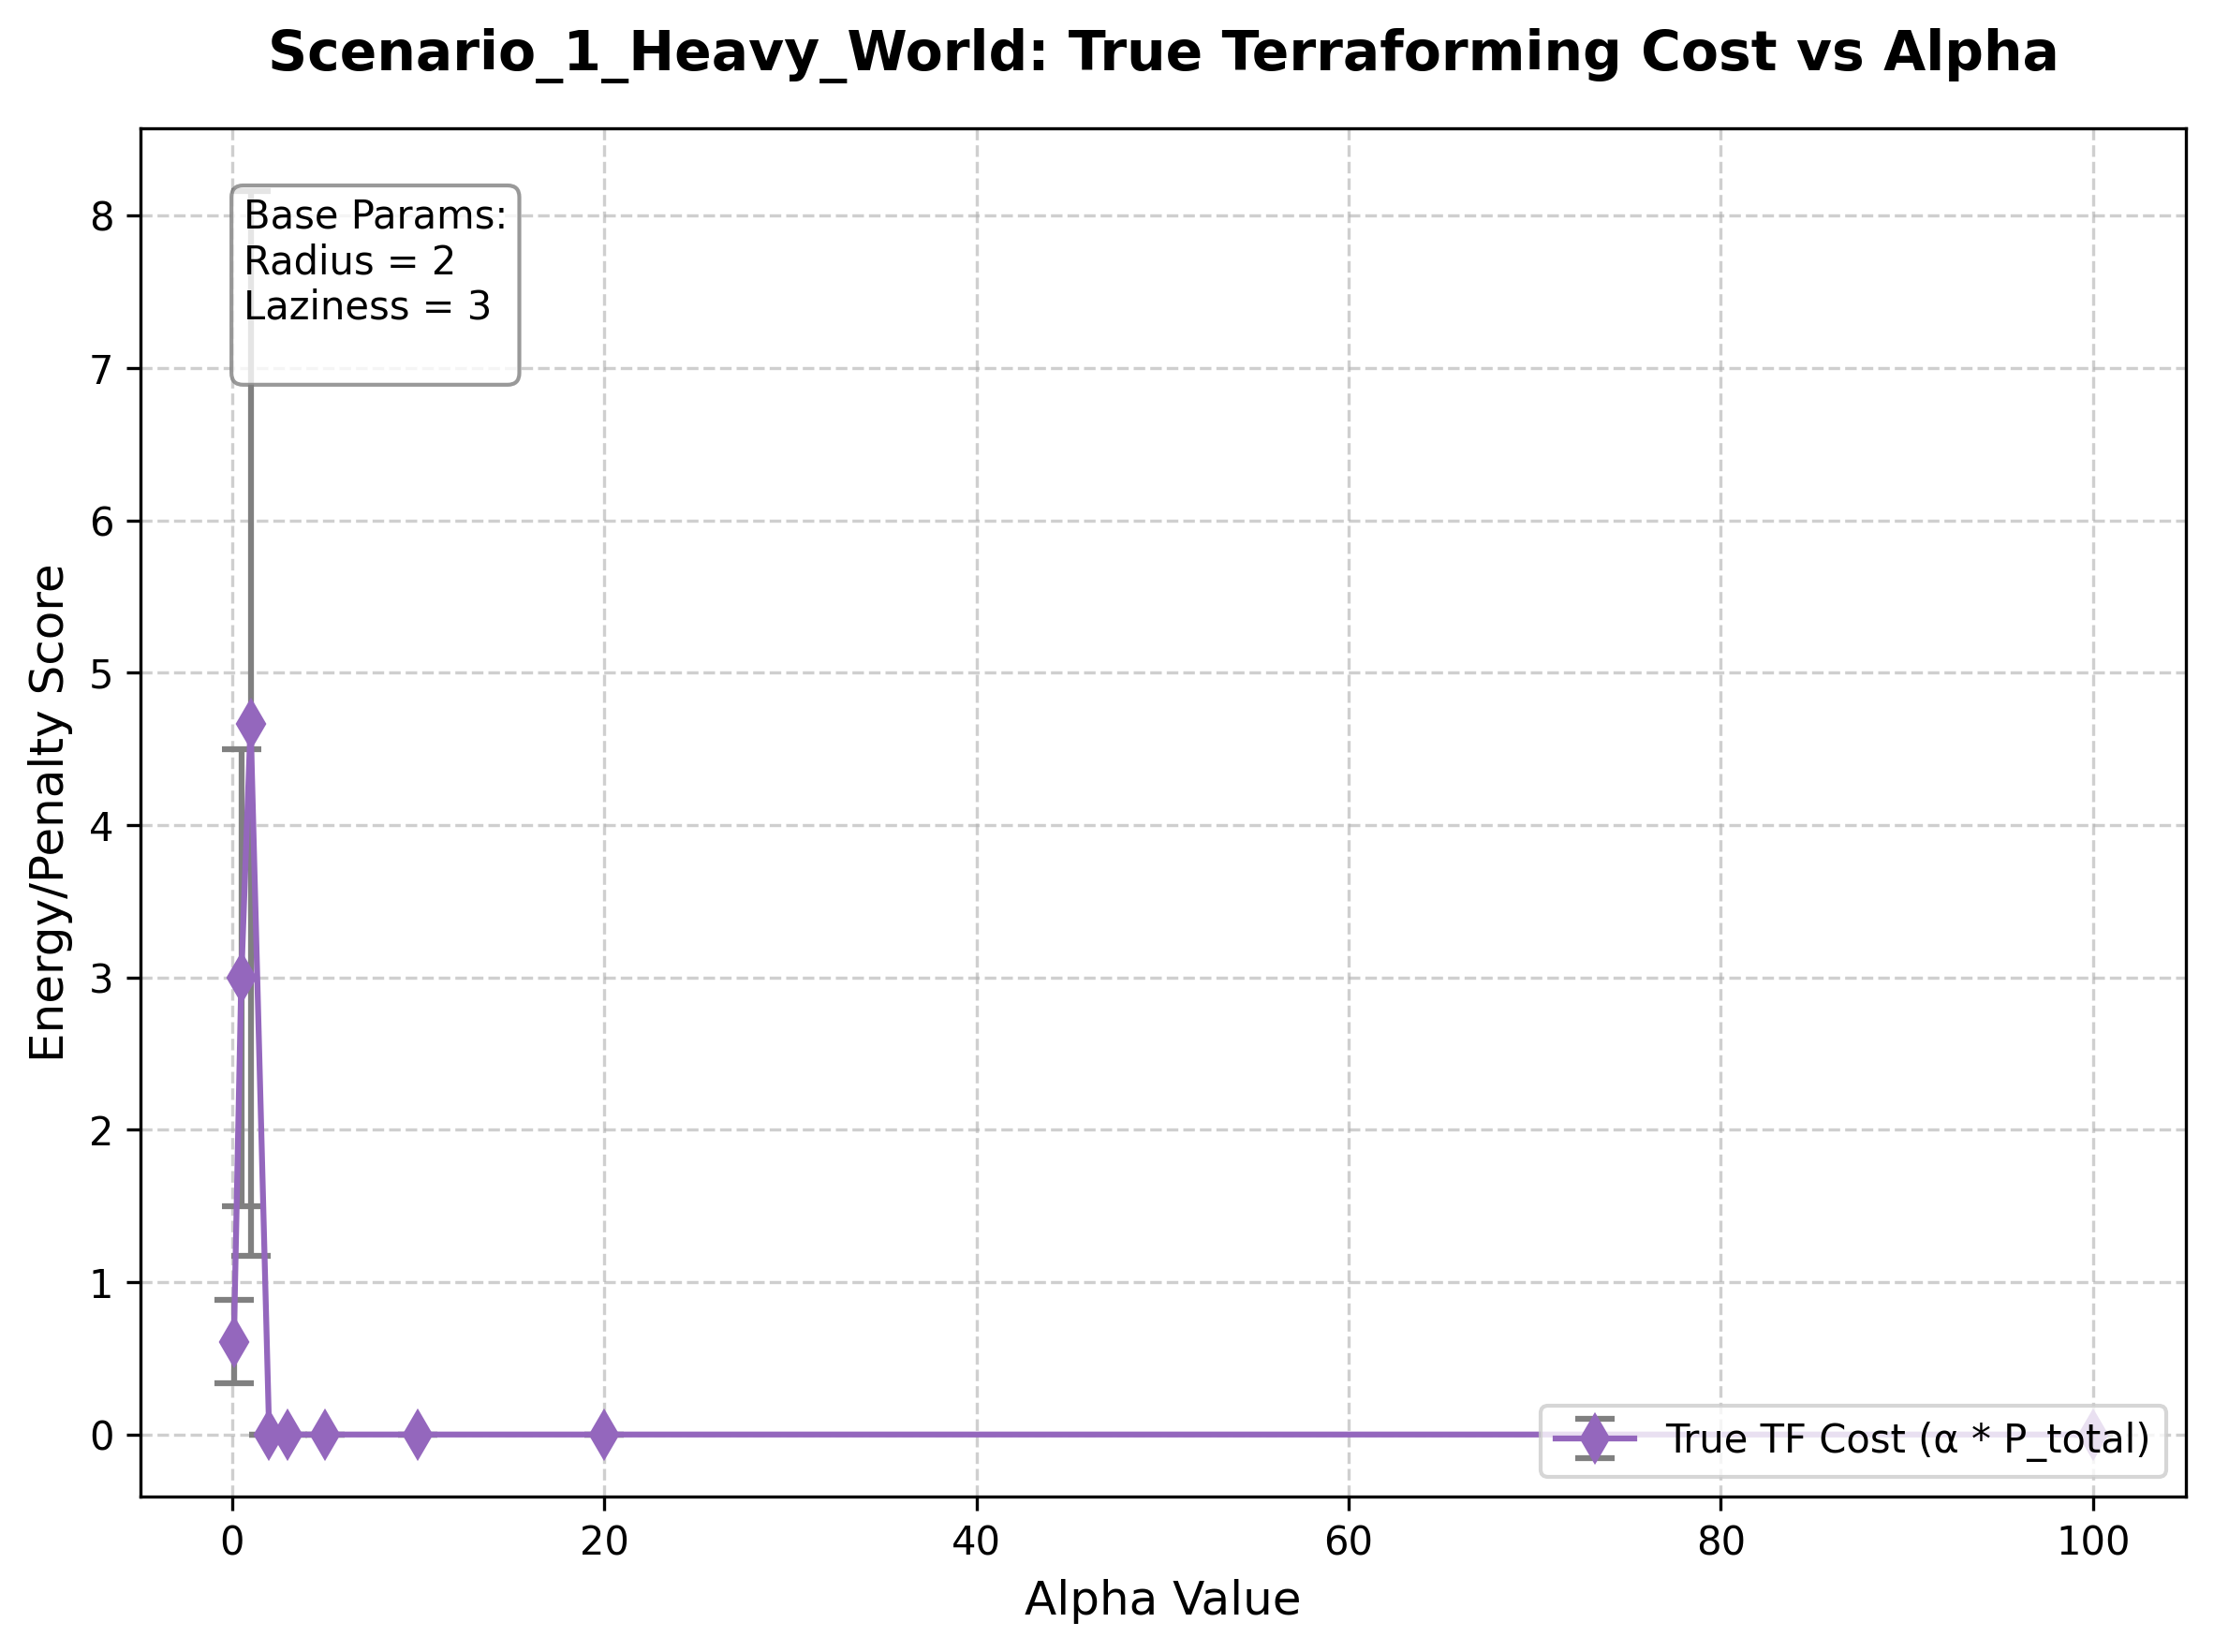 Scenario_1_Heavy_World: True Terraforming Cost vs Alpha
Base Params:
Radius = 2
Laziness = 3
8
7
6
5
4
3
2
1
0
Energy/Penalty Score
True TF Cost (α * P_total)
0 20 40 60 80 100
Alpha Value